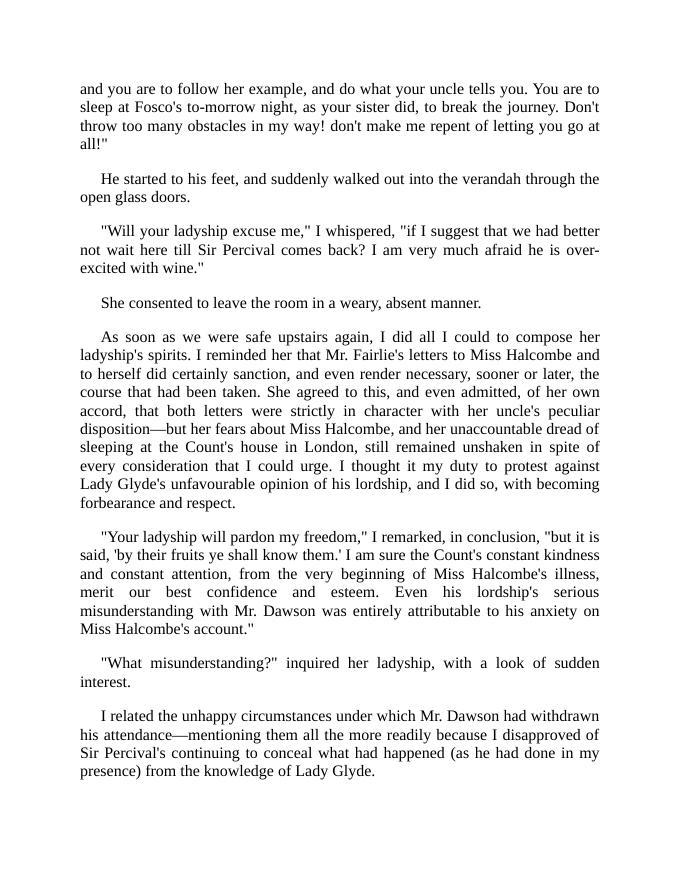 and you are to follow her example, and do what your uncle tells you. You are to
sleep at Fosco's to-morrow night, as your sister did, to break the journey. Don't
throw too many obstacles in my way! don't make me repent of letting you go at
all!"
He started to his feet, and suddenly walked out into the verandah through the
open glass doors.
"Will your ladyship excuse me," I whispered, "if I suggest that we had better
not wait here till Sir Percival comes back? I am very much afraid he is over-
excited with wine."
She consented to leave the room in a weary, absent manner.
As soon as we were safe upstairs again, I did all I could to compose her
ladyship's spirits. I reminded her that Mr. Fairlie's letters to Miss Halcombe and
to herself did certainly sanction, and even render necessary, sooner or later, the
course that had been taken. She agreed to this, and even admitted, of her own
accord, that both letters were strictly in character with her uncle's peculiar
disposition—but her fears about Miss Halcombe, and her unaccountable dread of
sleeping at the Count's house in London, still remained unshaken in spite of
every consideration that I could urge. I thought it my duty to protest against
Lady Glyde's unfavourable opinion of his lordship, and I did so, with becoming
forbearance and respect.
"Your ladyship will pardon my freedom," I remarked, in conclusion, "but it is
said, 'by their fruits ye shall know them.' I am sure the Count's constant kindness
and constant attention, from the very beginning of Miss Halcombe's illness,
merit our best confidence and esteem. Even his lordship's serious
misunderstanding with Mr. Dawson was entirely attributable to his anxiety on
Miss Halcombe's account."
"What misunderstanding?" inquired her ladyship, with a look of sudden
interest.
I related the unhappy circumstances under which Mr. Dawson had withdrawn
his attendance—mentioning them all the more readily because I disapproved of
Sir Percival's continuing to conceal what had happened (as he had done in my
presence) from the knowledge of Lady Glyde.